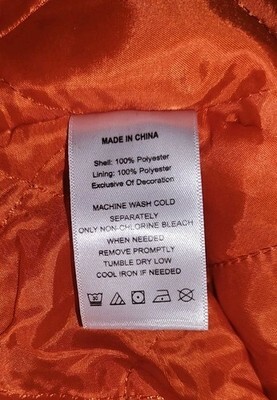 MADE IN CHINA
Shell: 100% Polyester
Lining: 100% Polyester
Exclusive Of Decoration
MACHINE WASH COLD
SEPARATELY
ONLY NON-CHLORINE BLEACH
WHEN NEEDED
REMOVE PROMPTLY
TUMBLE DRY LOW
COOL IRON IF NEEDED